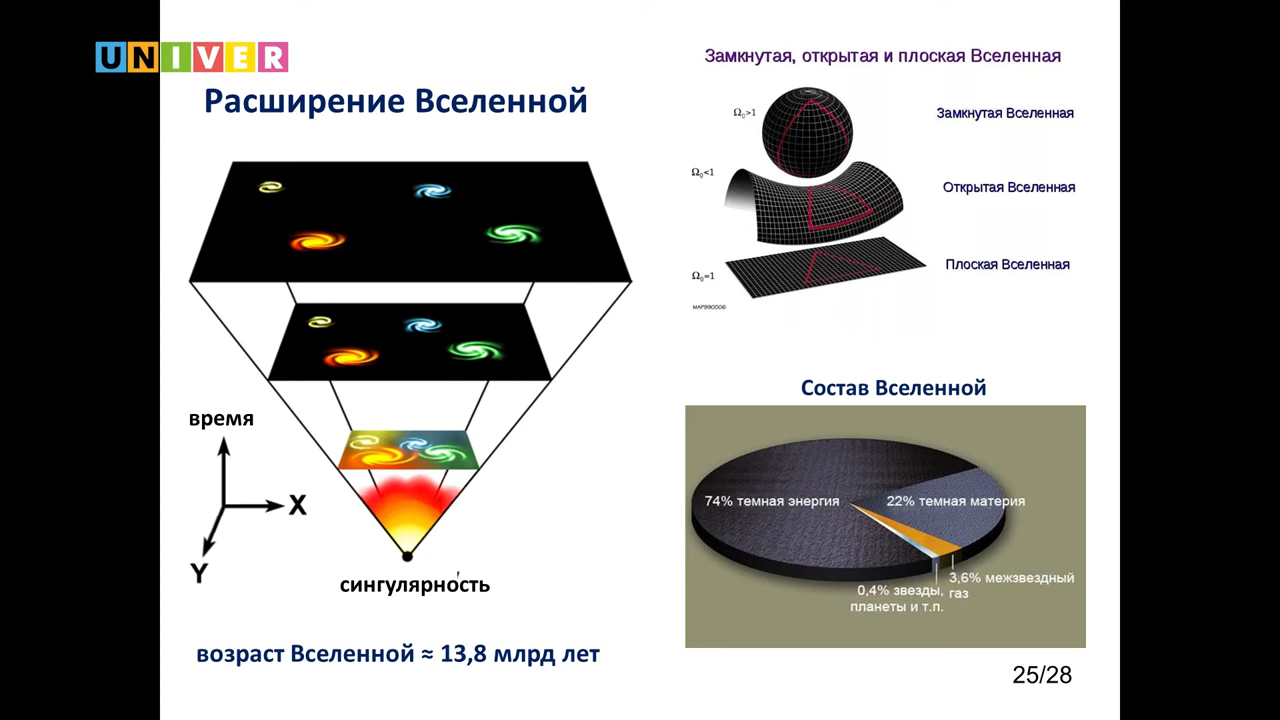 UNIVER
Расширение Вселенной
время
X
Y
сингулярность
возраст Вселенной ≈ 13,8 млрд лет
Замкнутая, открытая и плоская Вселенная
Ω₀>1
Замкнутая Вселенная
Ω₀<1
Открытая Вселенная
Ω₀=1
Плоская Вселенная
MAP990006
Состав Вселенной
74% темная энергия
22% темная материя
3,6% межзвездный
газ
0,4% звезды,
планеты и т.п.
25/28